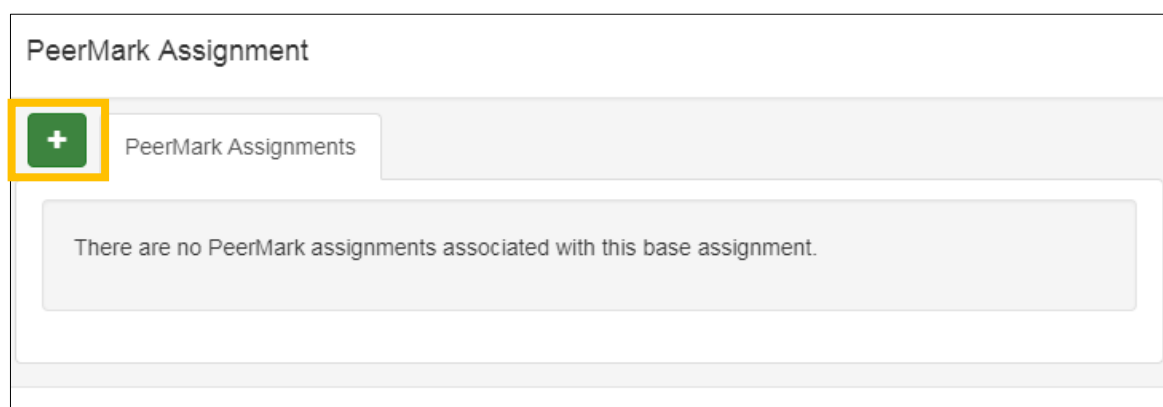 PeerMark Assignment
+
PeerMark Assignments
There are no PeerMark assignments associated with this base assignment.